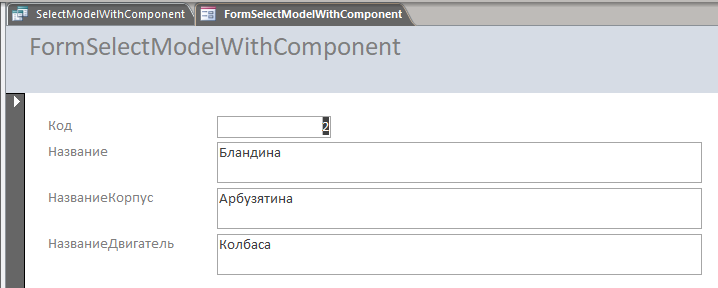 SelectModelWithComponent FormSelectModelWithComponent
FormSelectModelWithComponent
Код 2
Название Бландина
НазваниеКорпус Арбузятина
НазваниеДвигатель Колбаса